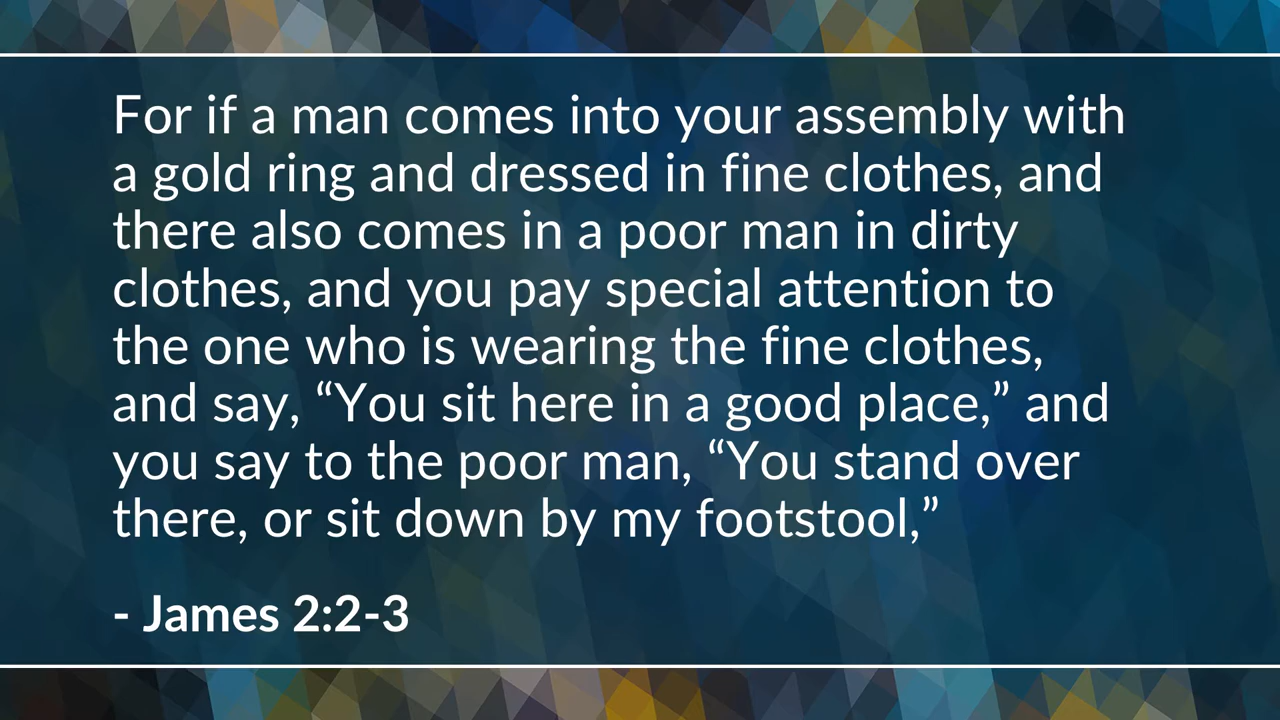 For if a man comes into your assembly with
a gold ring and dressed in fine clothes, and
there also comes in a poor man in dirty
clothes, and you pay special attention to
the one who is wearing the fine clothes,
and say, “You sit here in a good place,” and
you say to the poor man, “You stand over
there, or sit down by my footstool,”
- James 2:2-3